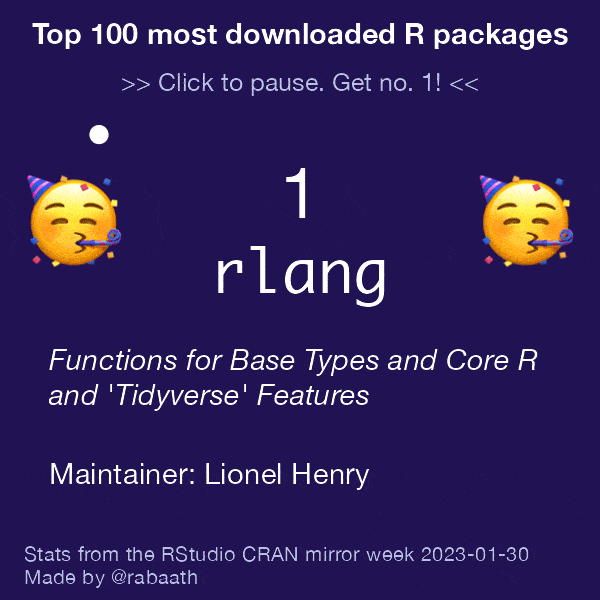 Top 100 most downloaded R packages
>> Click to pause. Get no. 1! <<
1
rlang
Functions for Base Types and Core R
and 'Tidyverse' Features
Maintainer: Lionel Henry
Stats from the RStudio CRAN mirror week 2023-01-30
Made by @rabaath